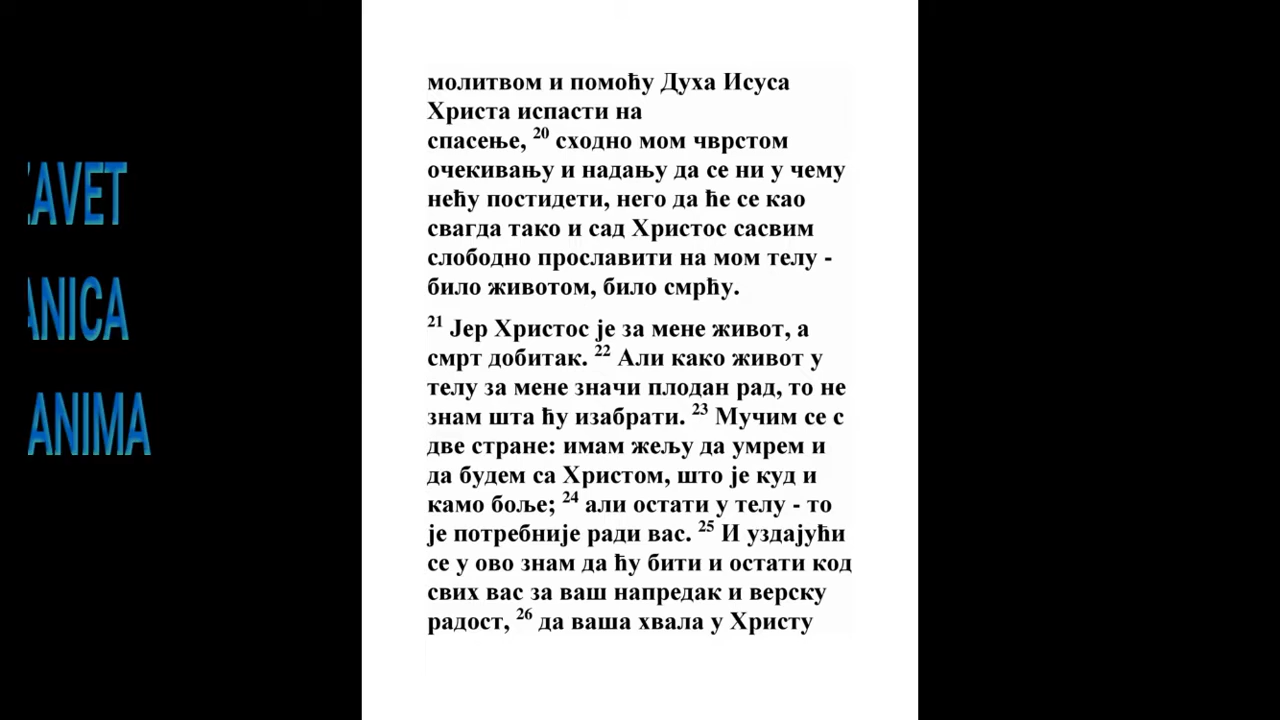 AVET
ANICA
ANIMA
молитвом и помоћу Духа Исуса
Христа испасти на
спасење, 20 сходно мом чврстом
очекивању и надању да се ни у чему
нећу постидети, него да ће се као
свагда тако и сад Христос сасвим
слободно прославити на мом телу -
било животом, било смрћу.
21 Јер Христос је за мене живот, а
смрт добитак. 22 Али како живот у
телу за мене значи плодан рад, то не
знам шта ћу изабрати. 23 Мучим се с
две стране: имам жељу да умрем и
да будем са Христом, што је куд и
камо боље; 24 али остати у телу - то
је потребније ради вас. 25 И уздајући
се у ово знам да ћу бити и остати код
свих вас за ваш напредак и верску
радост, 26 да ваша хвала у Христу